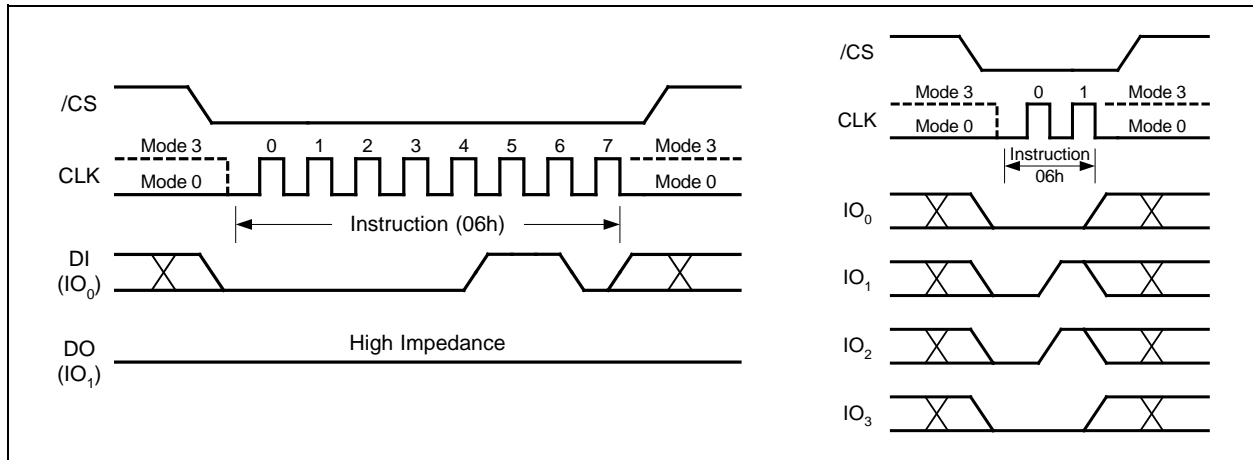 /CS
Mode 3 0 1 2 3 4 5 6 7 Mode 3
CLK
Mode 0 Mode 0
Instruction (06h)
DI
(IO0)
High Impedance
DO
(IO1)
/CS
Mode 3 0 1 Mode 3
CLK
Mode 0 Mode 0
Instruction
06h
IO0
IO1
IO2
IO3